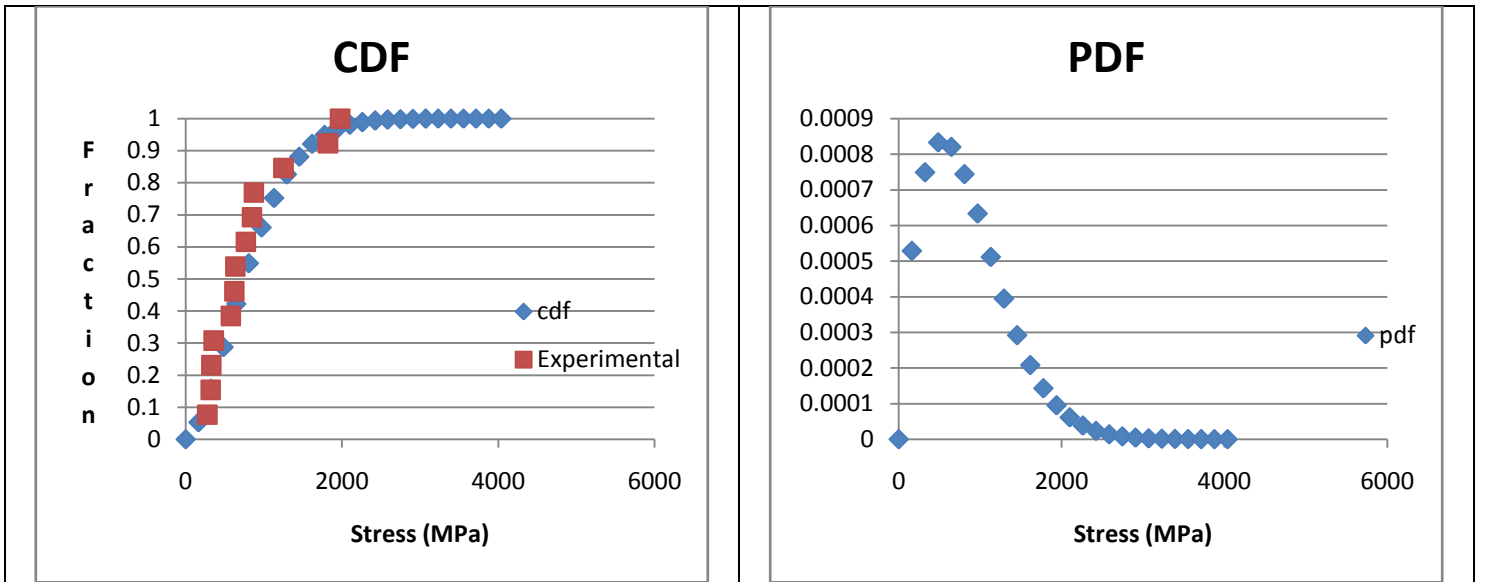 CDF
F
r
a
c
t
i
o
n
1
0.9
0.8
0.7
0.6
0.5
0.4
0.3
0.2
0.1
0
0 2000 4000 6000
Stress (MPa)
cdf
Experimental
PDF
0.0009
0.0008
0.0007
0.0006
0.0005
0.0004
0.0003
0.0002
0.0001
0
0 2000 4000 6000
Stress (MPa)
pdf